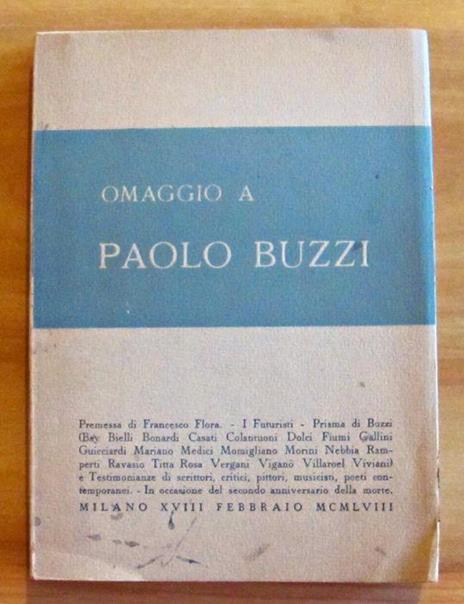 OMAGGIO A
PAOLO BUZZI
Premessa di Francesco Flora. - I Futuristi - Prisma di Buzzi
(Bay Bielli Bonardi Casati Colantuoni Dolci Fiumi Gallini
Guicciardi Mariano Medici Momigliano Morini Nebbia Ram-
perti Ravasio Titta Rosa Vergani Viganò Villaroel Viviani)
e Testimonianze di scrittori, critici, pittori, musicisti, poeti con-
temporanei. - In occasione del secondo anniversario della morte.
MILANO XVIII FEBBRAIO MCMLVIII